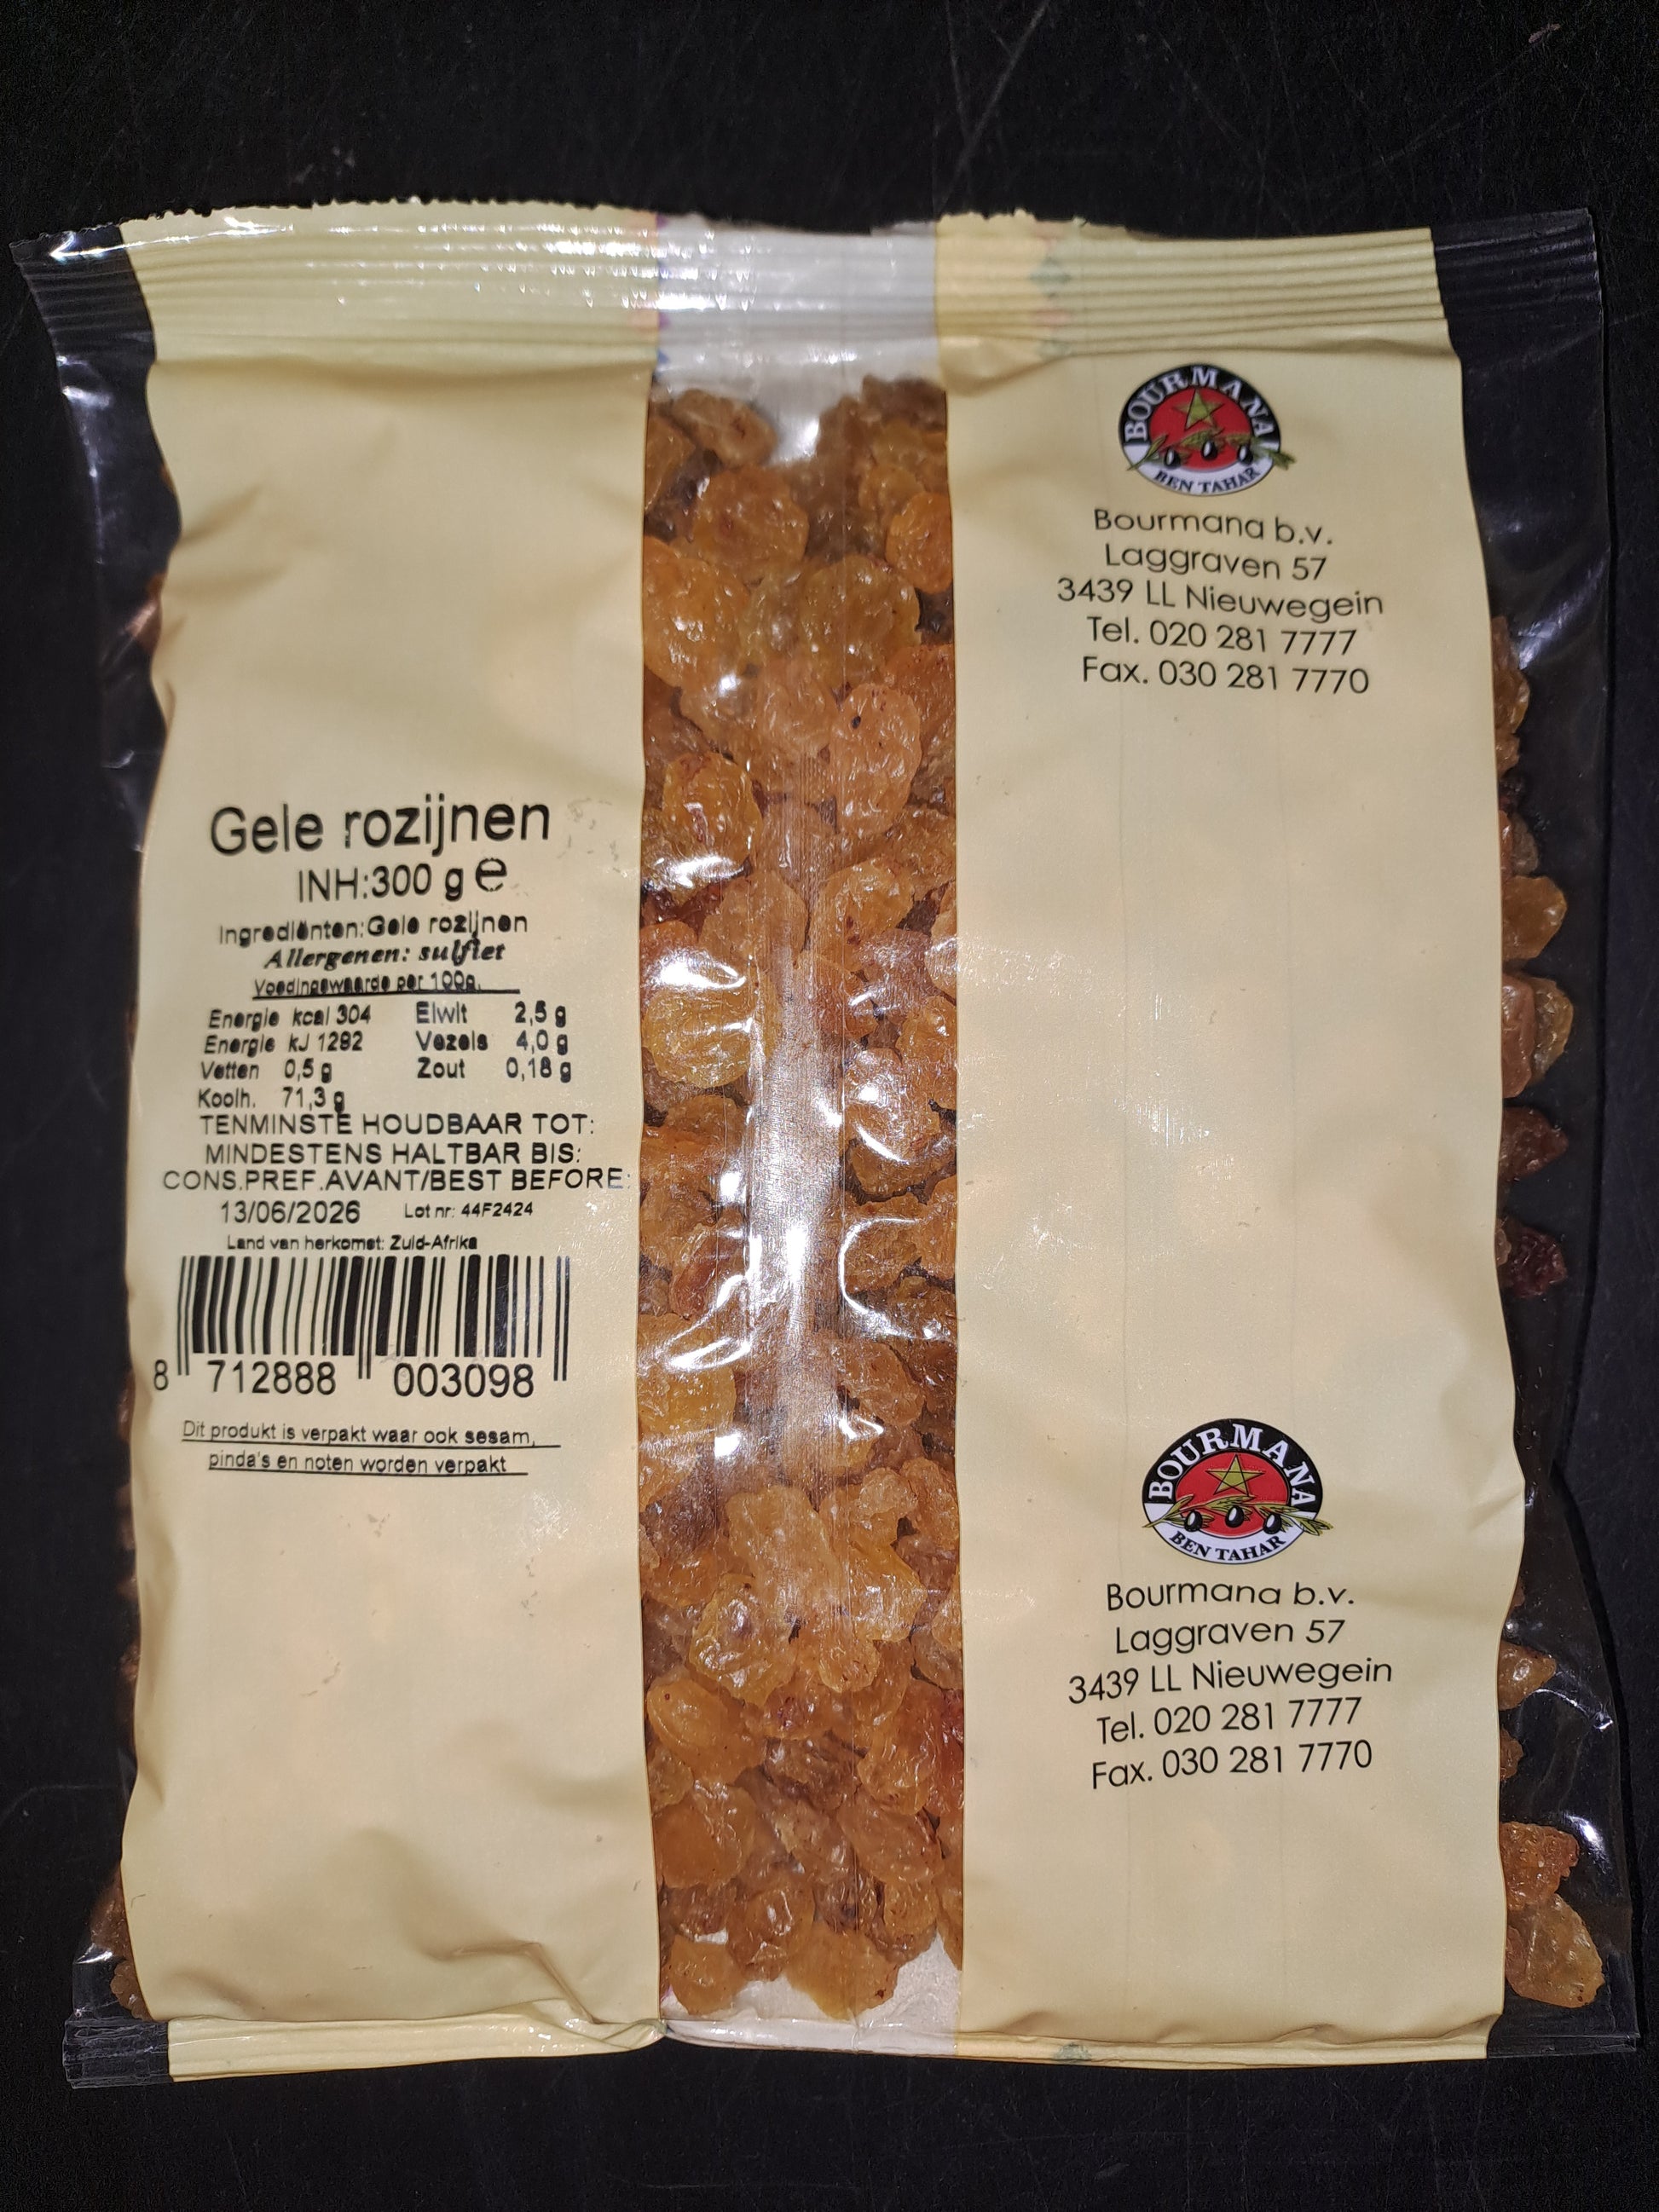 Gele rozijnen
INH:300 g e
Ingrediënten:Gele rozijnen
Allergenen: sulfiet
Voedingswaarde per 100g.
Energie kcal 304 Eiwit 2,5 g
Energie kJ 1292 Vezels 4,0 g
Vetten 0,5 g Zout 0,18 g
Koolh. 71,3 g
TENMINSTE HOUDBAAR TOT:
MINDESTENS HALTBAR BIS:
CONS.PREF.AVANT/BEST BEFORE:
13/06/2026 Lot nr: 44F2424
Land van herkomst: Zuid-Afrika
8 712888 003098
Dit produkt is verpakt waar ook sesam,
pinda's en noten worden verpakt
BOURMANA
BEN TAHAR
Bourmana b.v.
Laggraven 57
3439 LL Nieuwegein
Tel. 020 281 7777
Fax. 030 281 7770
BOURMANA
BEN TAHAR
Bourmana b.v.
Laggraven 57
3439 LL Nieuwegein
Tel. 020 281 7777
Fax. 030 281 7770